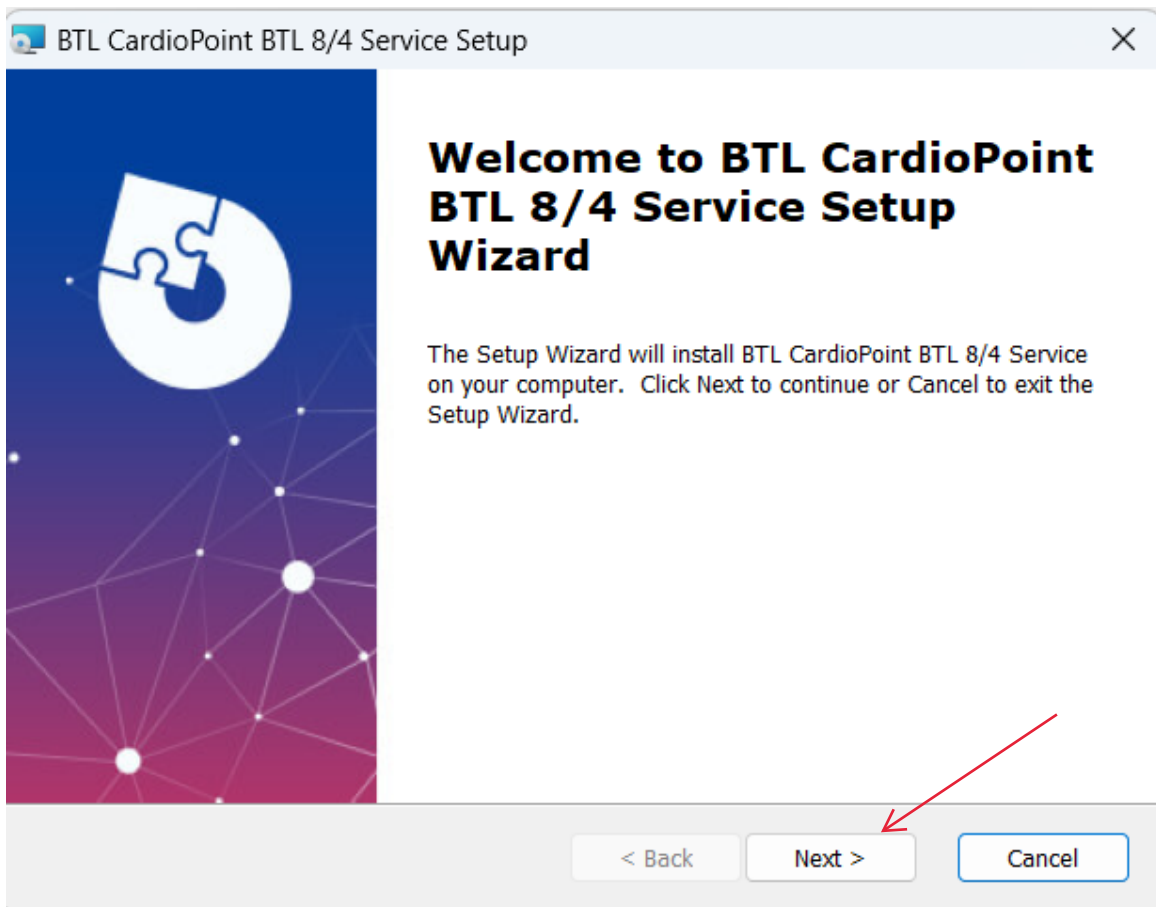 BTL CardioPoint BTL 8/4 Service Setup
Welcome to BTL CardioPoint
BTL 8/4 Service Setup
Wizard
The Setup Wizard will install BTL CardioPoint BTL 8/4 Service
on your computer.  Click Next to continue or Cancel to exit the
Setup Wizard.
< Back
Next >
Cancel